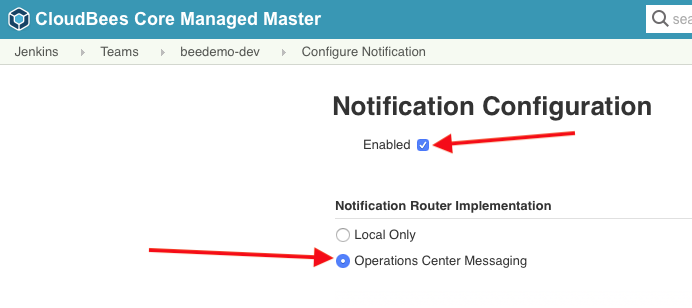 CloudBees Core Managed Master
sea
Jenkins Teams beedemo-dev Configure Notification
Notification Configuration
Enabled
Notification Router Implementation
Local Only
Operations Center Messaging